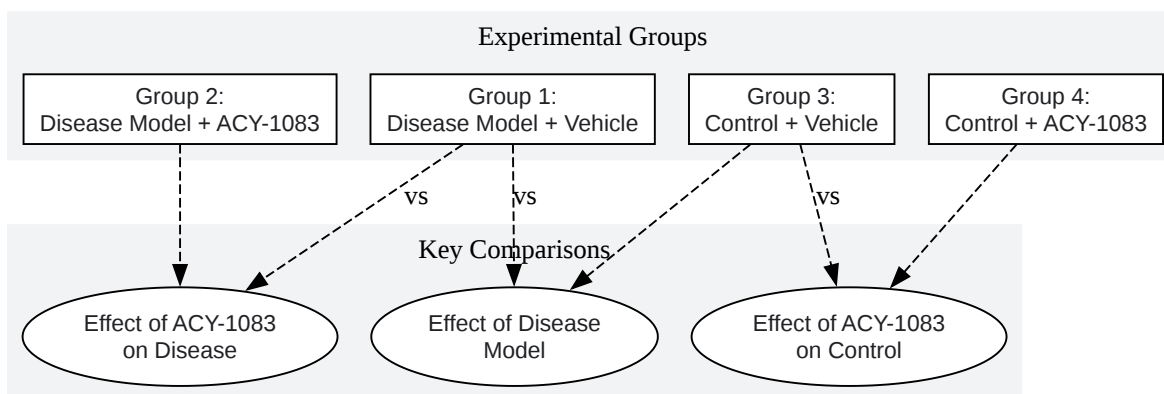 Experimental Groups
Group 2:
Disease Model + ACY-1083
Group 1:
Disease Model + Vehicle
Group 3:
Control + Vehicle
Group 4:
Control + ACY-1083
vs
vs
vs
Key Comparisons
Effect of ACY-1083
on Disease
Effect of Disease
Model
Effect of ACY-1083
on Control